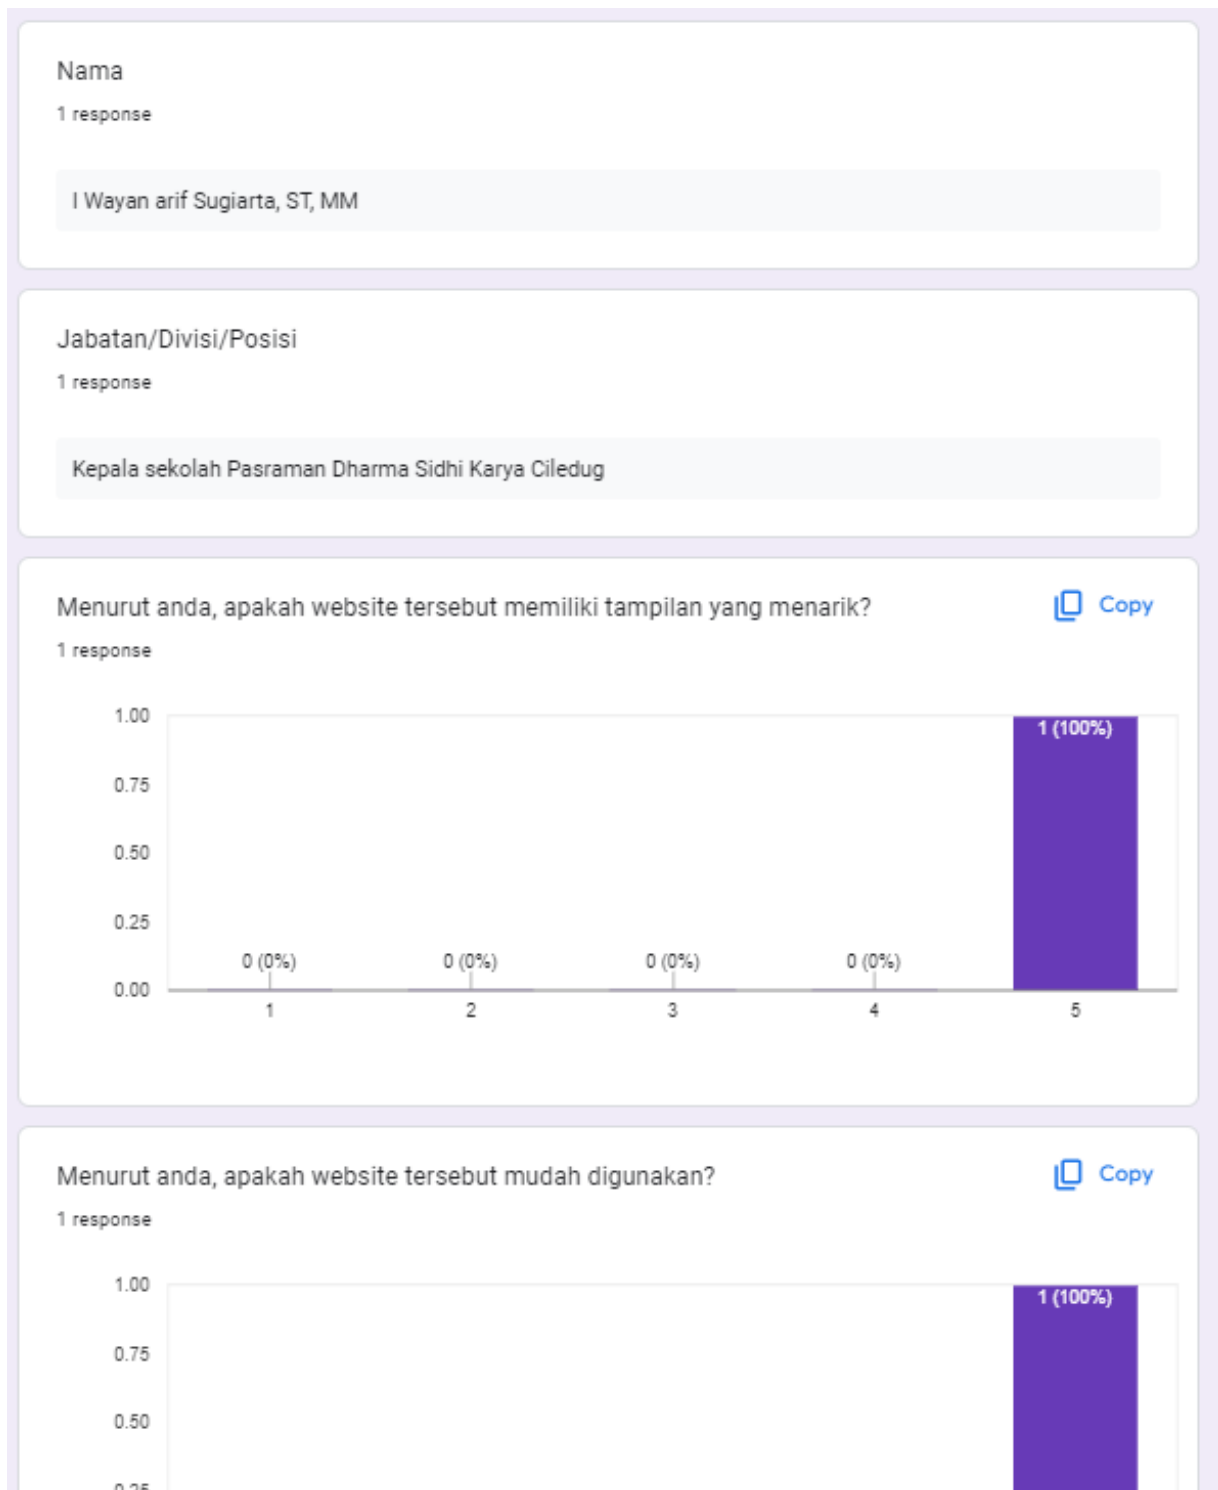 Nama
1 response
I Wayan arif Sugiarta, ST, MM
Jabatan/Divisi/Posisi
1 response
Kepala sekolah Pasraman Dharma Sidhi Karya Ciledug
Menurut anda, apakah website tersebut memiliki tampilan yang menarik?
Copy
1 response
1.00
1 (100%)
0.75
0.50
0.25
0 (0%) 0 (0%) 0 (0%) 0 (0%)
0.00
1 2 3 4 5
Menurut anda, apakah website tersebut mudah digunakan?
Copy
1 response
1.00
1 (100%)
0.75
0.50
0.25